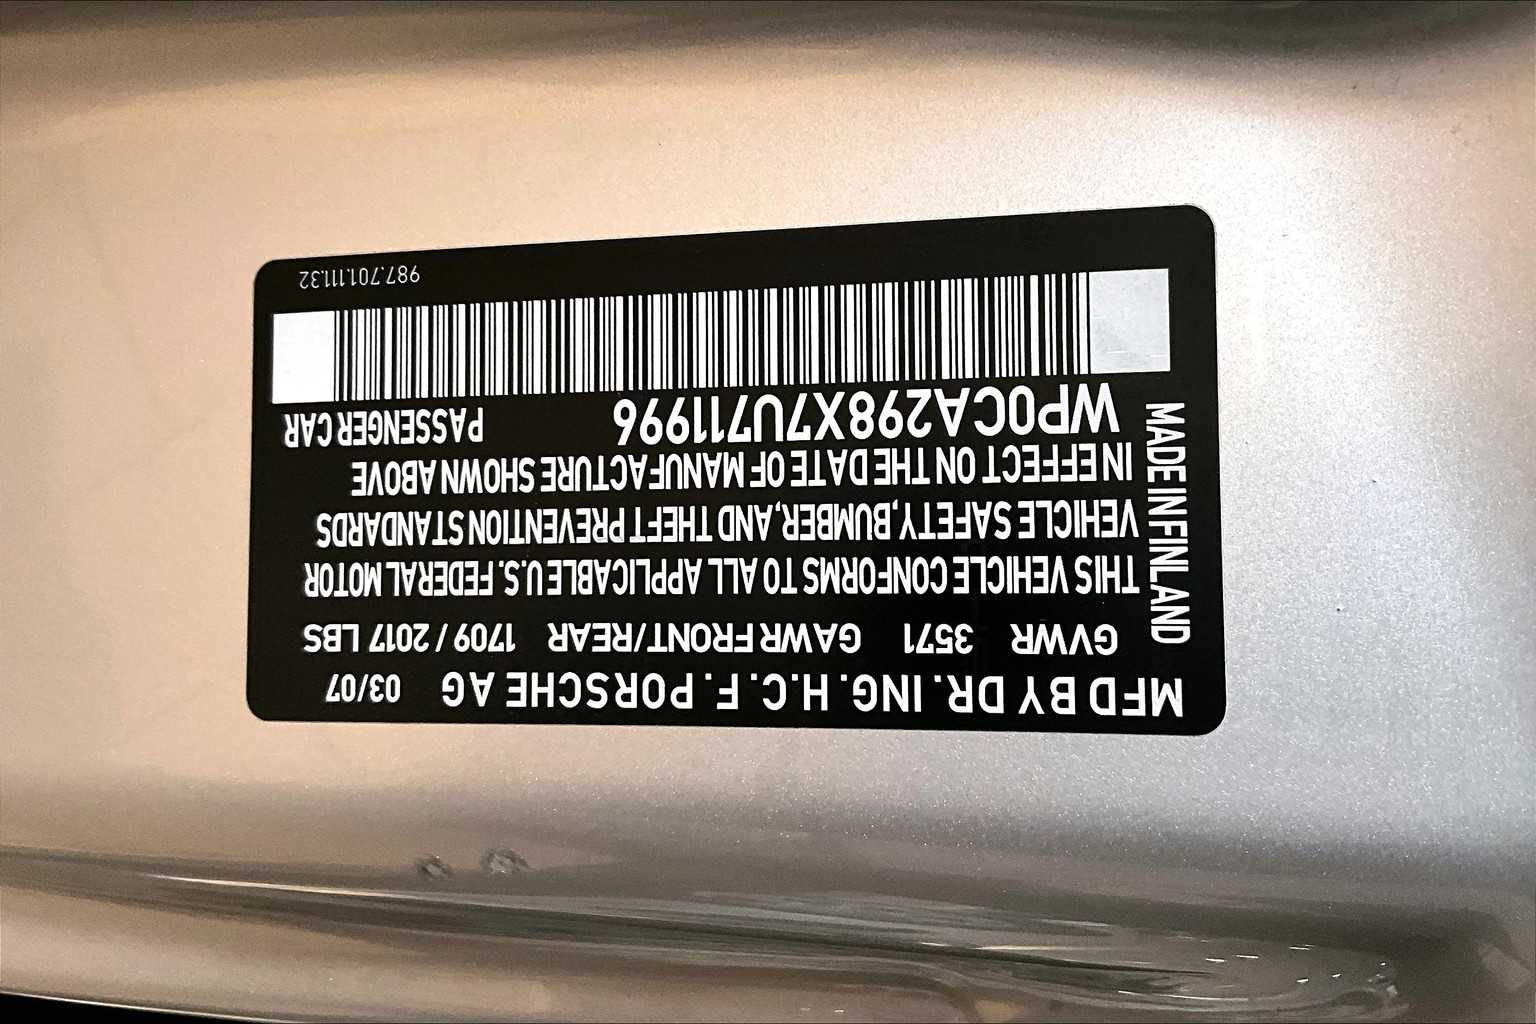 MFD BY DR. ING. H.C. F. PORSCHE AG 03/07
GVWR 3571 GAWR FRONT/REAR 1709 / 2017 LBS
THIS VEHICLE CONFORMS TO ALL APPLICABLE U.S. FEDERAL MOTOR
VEHICLE SAFETY, BUMBER, AND THEFT PREVENTION STANDARDS
IN EFFECT ON THE DATE OF MANUFACTURE SHOWN ABOVE
WP0CA298X7U711996 PASSENGER CAR
987.701.111.32
MADE IN FINLAND